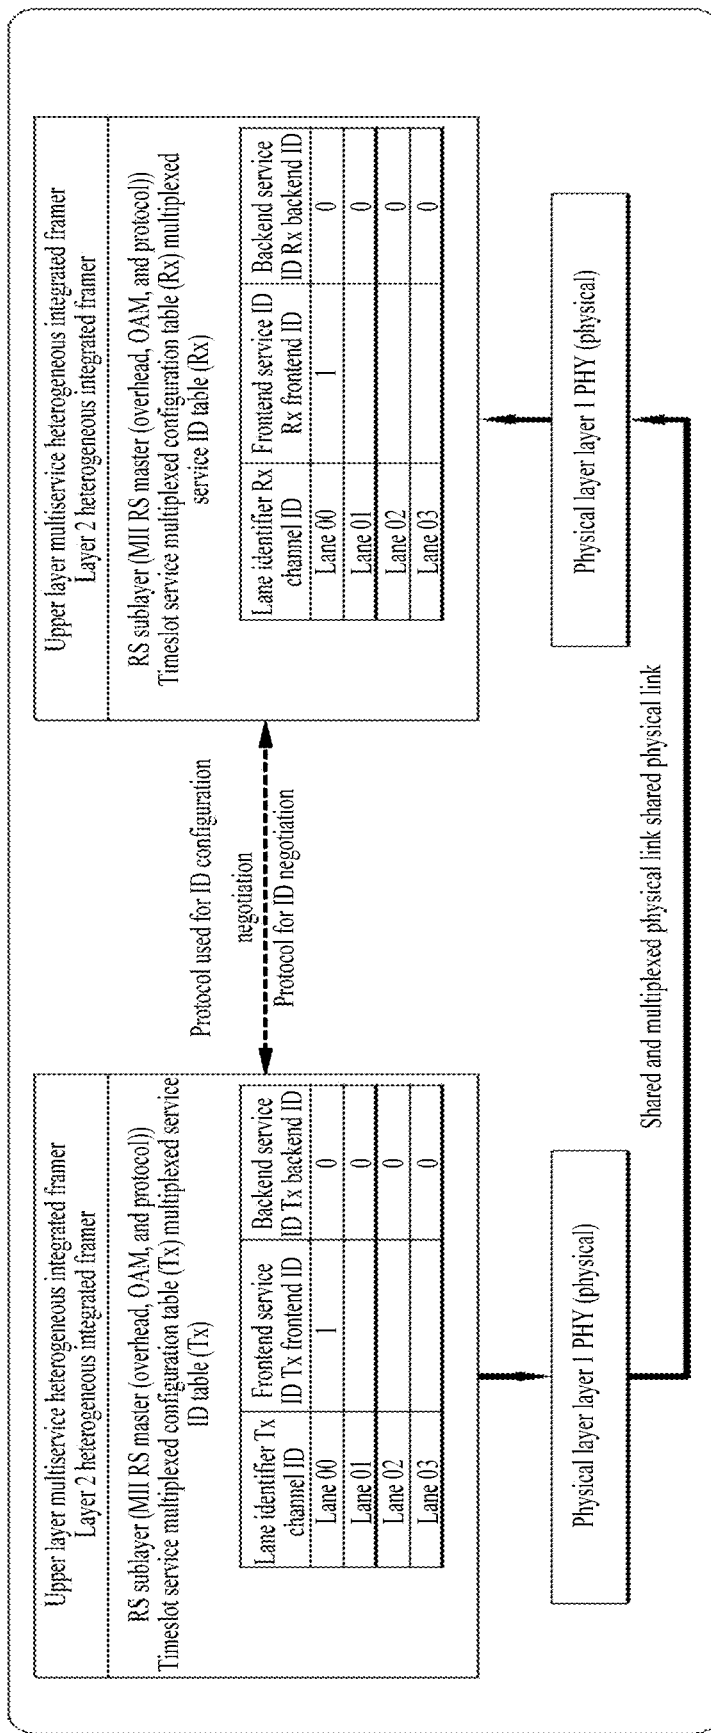 Upper layer multiservice heterogeneous integrated framer
Layer 2 heterogeneous integrated framer
RS sublayer (MII RS master (overhead, OAM, and protocol))
Timeslot service multiplexed configuration table (Tx) multiplexed service
ID table (Tx)
Lane identifier Tx
channel ID
Frontend service
ID Tx frontend ID
Backend service
ID Tx backend ID
Lane 00
1
0
Lane 01
0
Lane 02
0
Lane 03
0
Physical layer layer 1 PHY (physical)
Protocol used for ID configuration
negotiation
Protocol for ID negotiation
Upper layer multiservice heterogeneous integrated framer
Layer 2 heterogeneous integrated framer
RS sublayer (MII RS master (overhead, OAM, and protocol))
Timeslot service multiplexed configuration table (Rx) multiplexed
service ID table (Rx)
Lane identifier Rx
channel ID
Frontend service ID
Rx frontend ID
Backend service
ID Rx backend ID
Lane 00
1
0
Lane 01
0
Lane 02
0
Lane 03
0
Physical layer layer 1 PHY (physical)
Shared and multiplexed physical link shared physical link